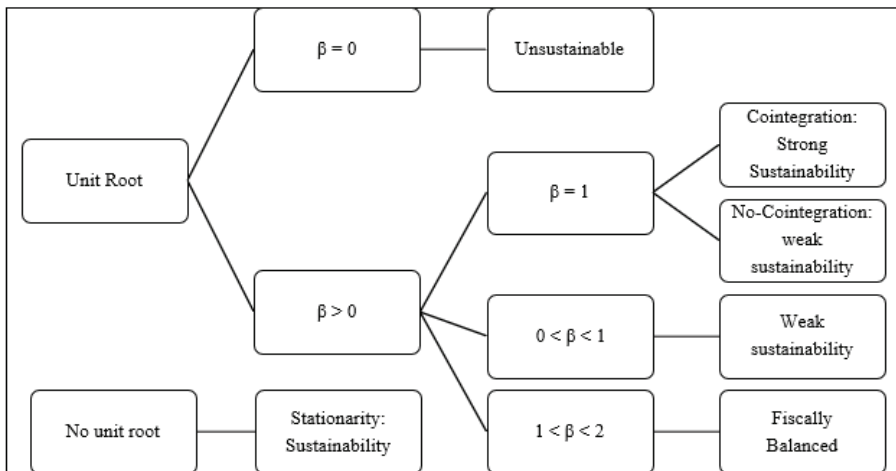 β = 0
Unsustainable
Unit Root
β > 0
β = 1
Cointegration:
Strong
Sustainability
No-Cointegration:
weak
sustainability
0 < β < 1
Weak
sustainability
1 < β < 2
Fiscally
Balanced
No unit root
Stationarity:
Sustainability